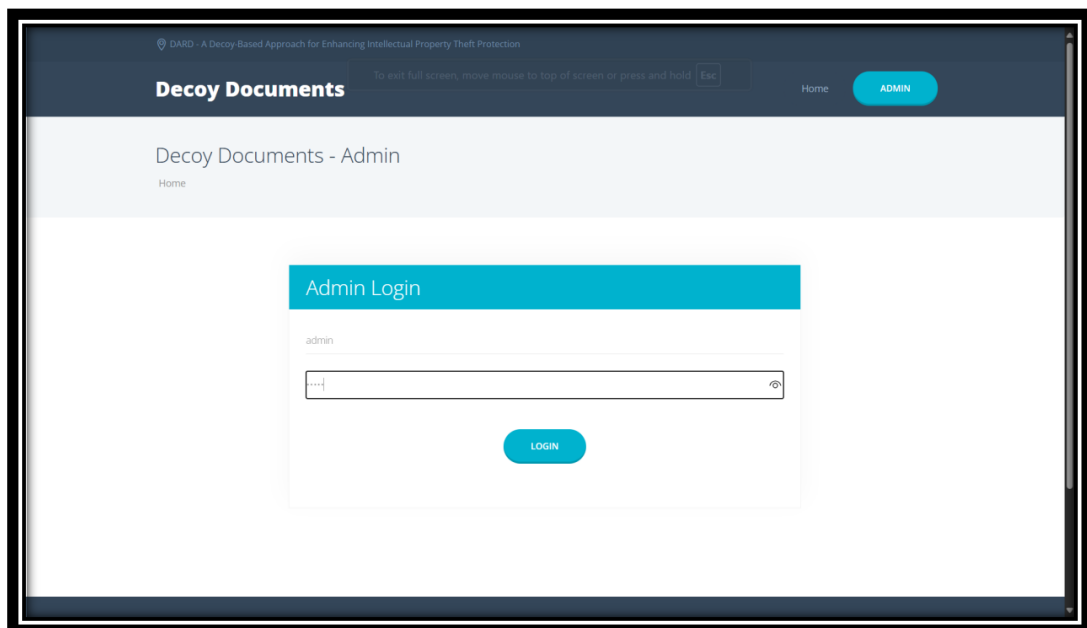 DARD - A Decoy-Based Approach for Enhancing Intellectual Property Theft Protection
To exit full screen, move mouse to top of screen or press and hold Esc
Decoy Documents
Home
ADMIN
Decoy Documents - Admin
Home
Admin Login
admin
·····
LOGIN